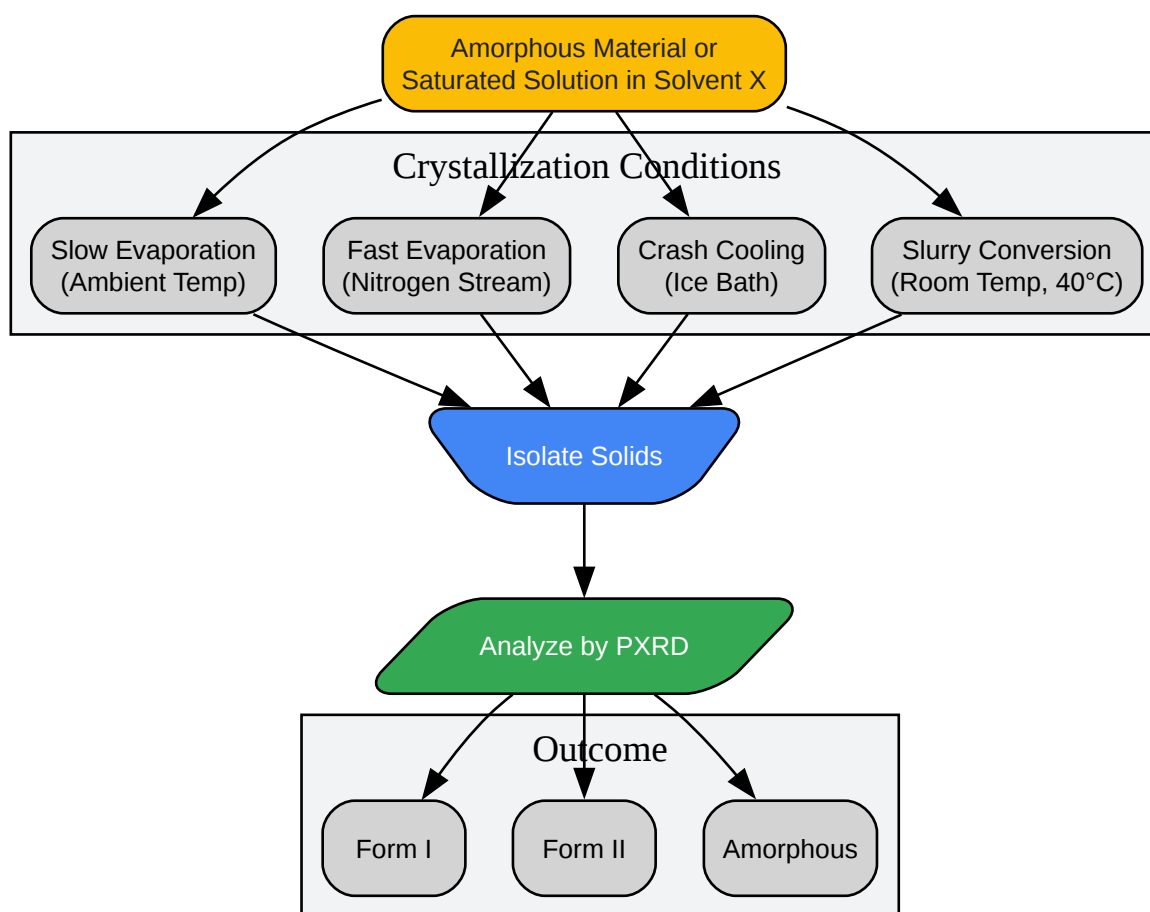 Amorphous Material or
Saturated Solution in Solvent X
Crystallization Conditions
Slow Evaporation
(Ambient Temp)
Fast Evaporation
(Nitrogen Stream)
Crash Cooling
(Ice Bath)
Slurry Conversion
(Room Temp, 40°C)
Isolate Solids
Analyze by PXRD
Outcome
Form I
Form II
Amorphous